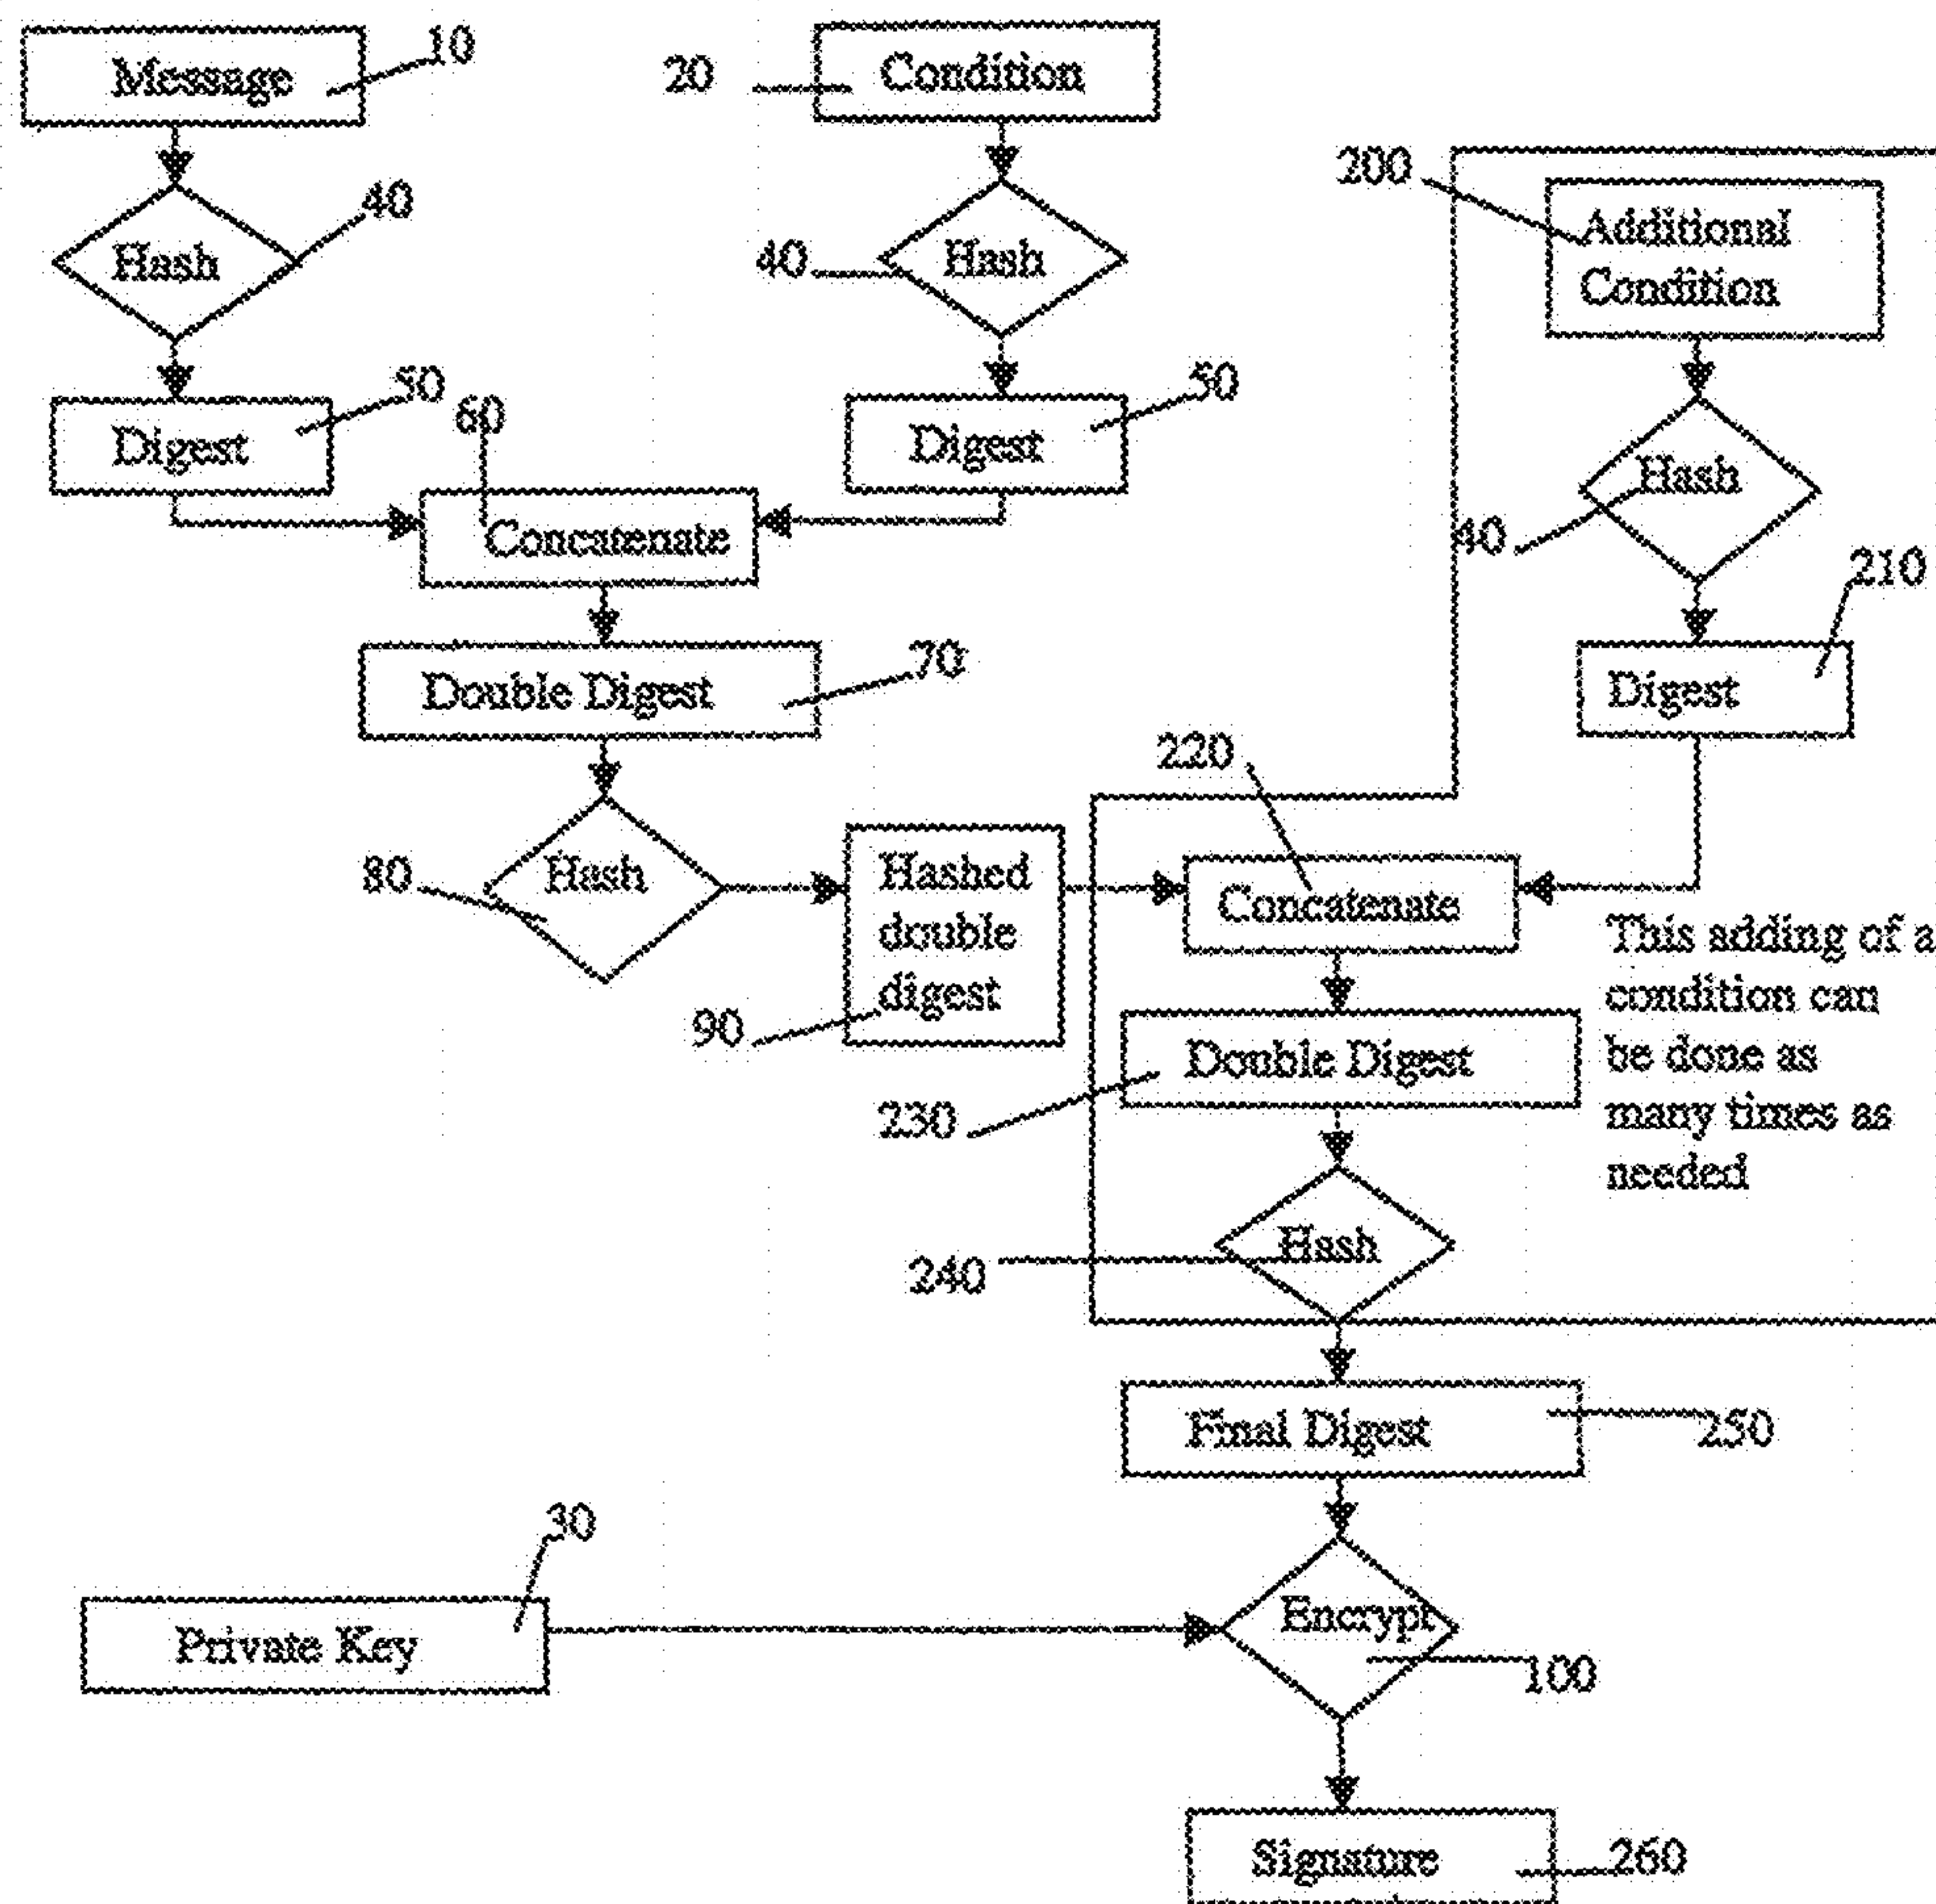 Message
10
20
Condition
200
Additional
Condition
Hash
40
40
Hash
Digest
50
60
Digest
50
Hash
40
Concatenate
210
Digest
Double Digest
70
220
80
Hash
Hashed
double
digest
90
Concatenate
This adding of a
condition can
be done as
many times as
needed
Double Digest
230
Hash
240
Final Digest
250
30
Private Key
Encrypt
100
Signature
260